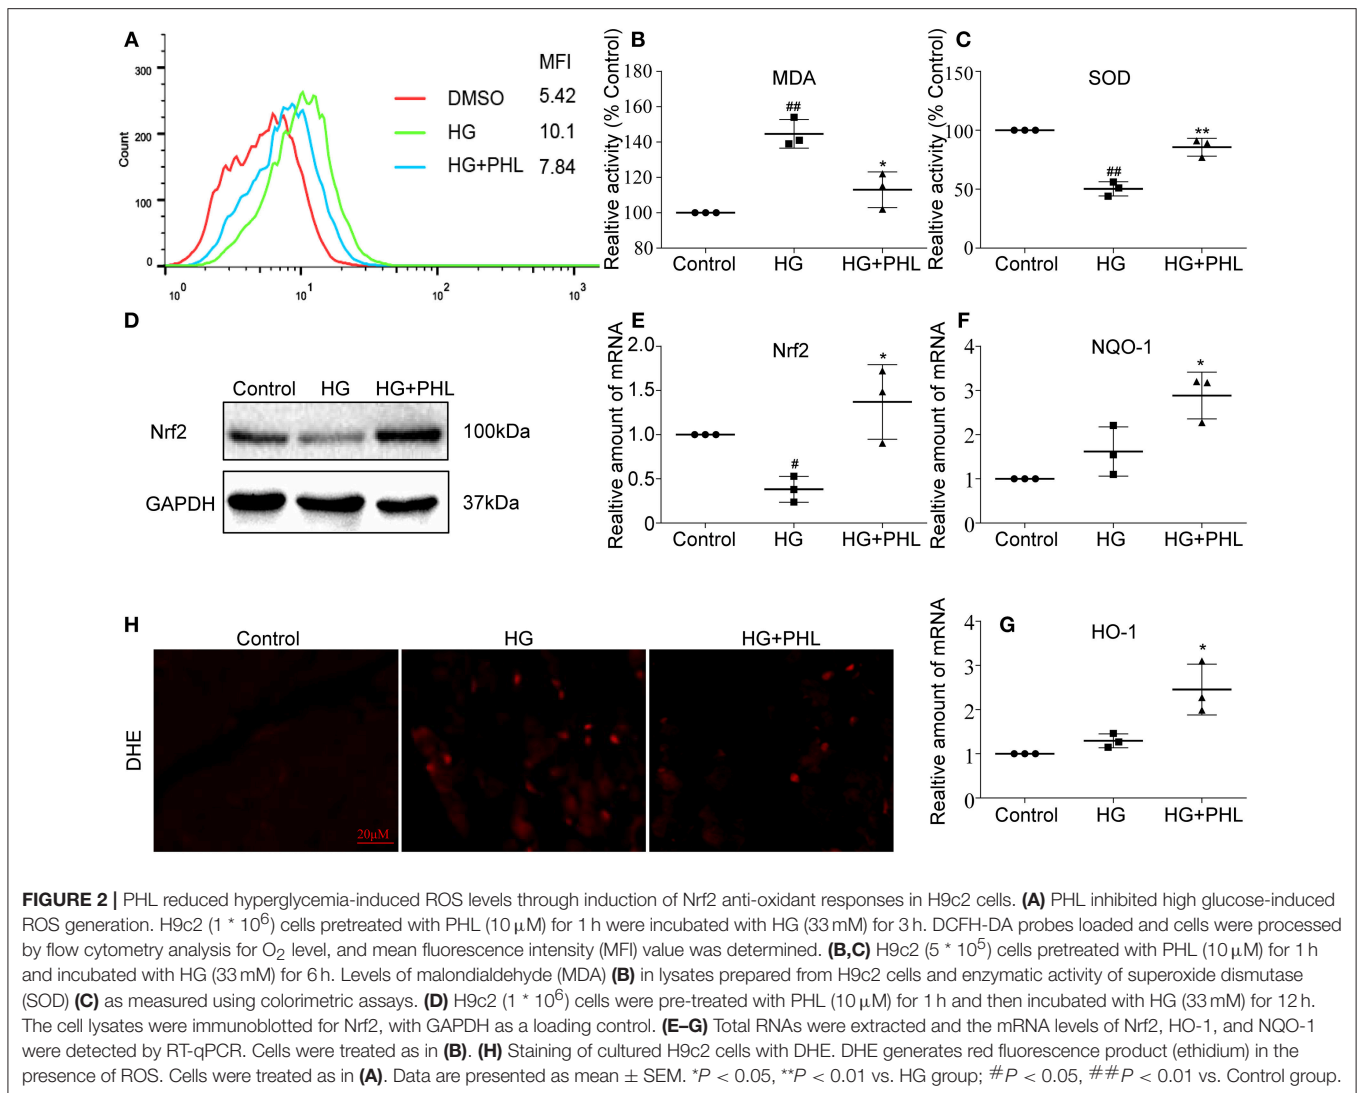 A
MFI
DMSO 5.42
HG 10.1
HG+PHL 7.84
Count
300
200
100
0
10^0 10^1 10^2 10^3
B
MDA
Realtive activity (% Control)
180
160
140
120
100
80
##
*
Control HG HG+PHL
C
SOD
Realtive activity (% Control)
150
100
50
0
##
**
Control HG HG+PHL
D
Control HG HG+PHL
Nrf2 100kDa
GAPDH 37kDa
E
Nrf2
Realtive amount of mRNA
2.0
1.5
1.0
0.5
0
#
*
Control HG HG+PHL
F
NQO-1
Realtive amount of mRNA
4
3
2
1
0
*
Control HG HG+PHL
H
Control HG HG+PHL
DHE
20μM
G
HO-1
Realtive amount of mRNA
4
3
2
1
0
*
Control HG HG+PHL
FIGURE 2 | PHL reduced hyperglycemia-induced ROS levels through induction of Nrf2 anti-oxidant responses in H9c2 cells. (A) PHL inhibited high glucose-induced
ROS generation. H9c2 (1 * 10^6) cells pretreated with PHL (10 μM) for 1 h were incubated with HG (33 mM) for 3 h. DCFH-DA probes loaded and cells were processed
by flow cytometry analysis for O2 level, and mean fluorescence intensity (MFI) value was determined. (B,C) H9c2 (5 * 10^5) cells pretreated with PHL (10 μM) for 1 h
and incubated with HG (33 mM) for 6 h. Levels of malondialdehyde (MDA) (B) in lysates prepared from H9c2 cells and enzymatic activity of superoxide dismutase
(SOD) (C) as measured using colorimetric assays. (D) H9c2 (1 * 10^6) cells were pre-treated with PHL (10 μM) for 1 h and then incubated with HG (33 mM) for 12 h.
The cell lysates were immunoblotted for Nrf2, with GAPDH as a loading control. (E–G) Total RNAs were extracted and the mRNA levels of Nrf2, HO-1, and NQO-1
were detected by RT-qPCR. Cells were treated as in (B). (H) Staining of cultured H9c2 cells with DHE. DHE generates red fluorescence product (ethidium) in the
presence of ROS. Cells were treated as in (A). Data are presented as mean ± SEM. *P < 0.05, **P < 0.01 vs. HG group; #P < 0.05, ##P < 0.01 vs. Control group.